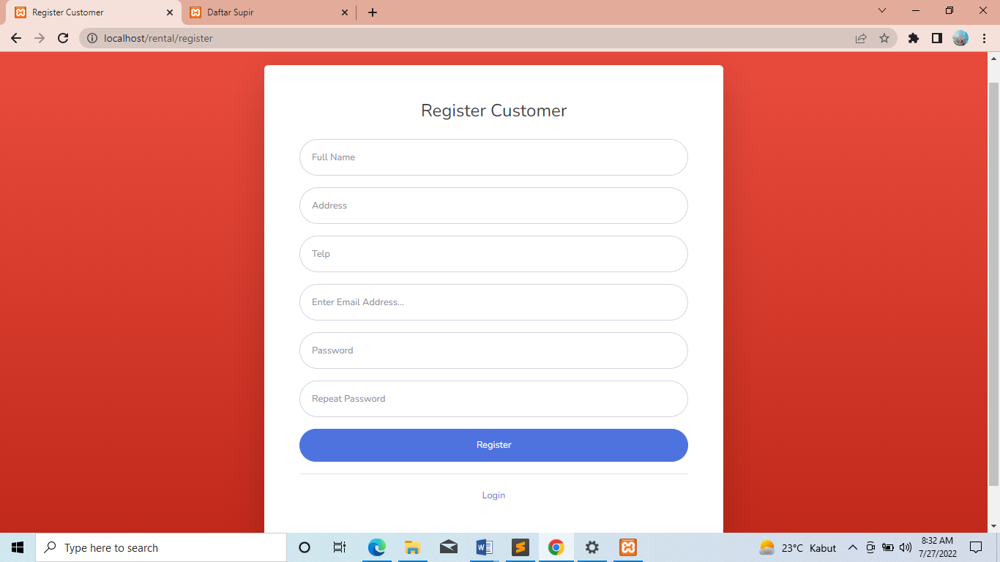 Register Customer
Daftar Supir
localhost/rental/register
Register Customer
Full Name
Address
Telp
Enter Email Address...
Password
Repeat Password
Register
Login
Type here to search
23°C Kabut
8:32 AM
7/27/2022